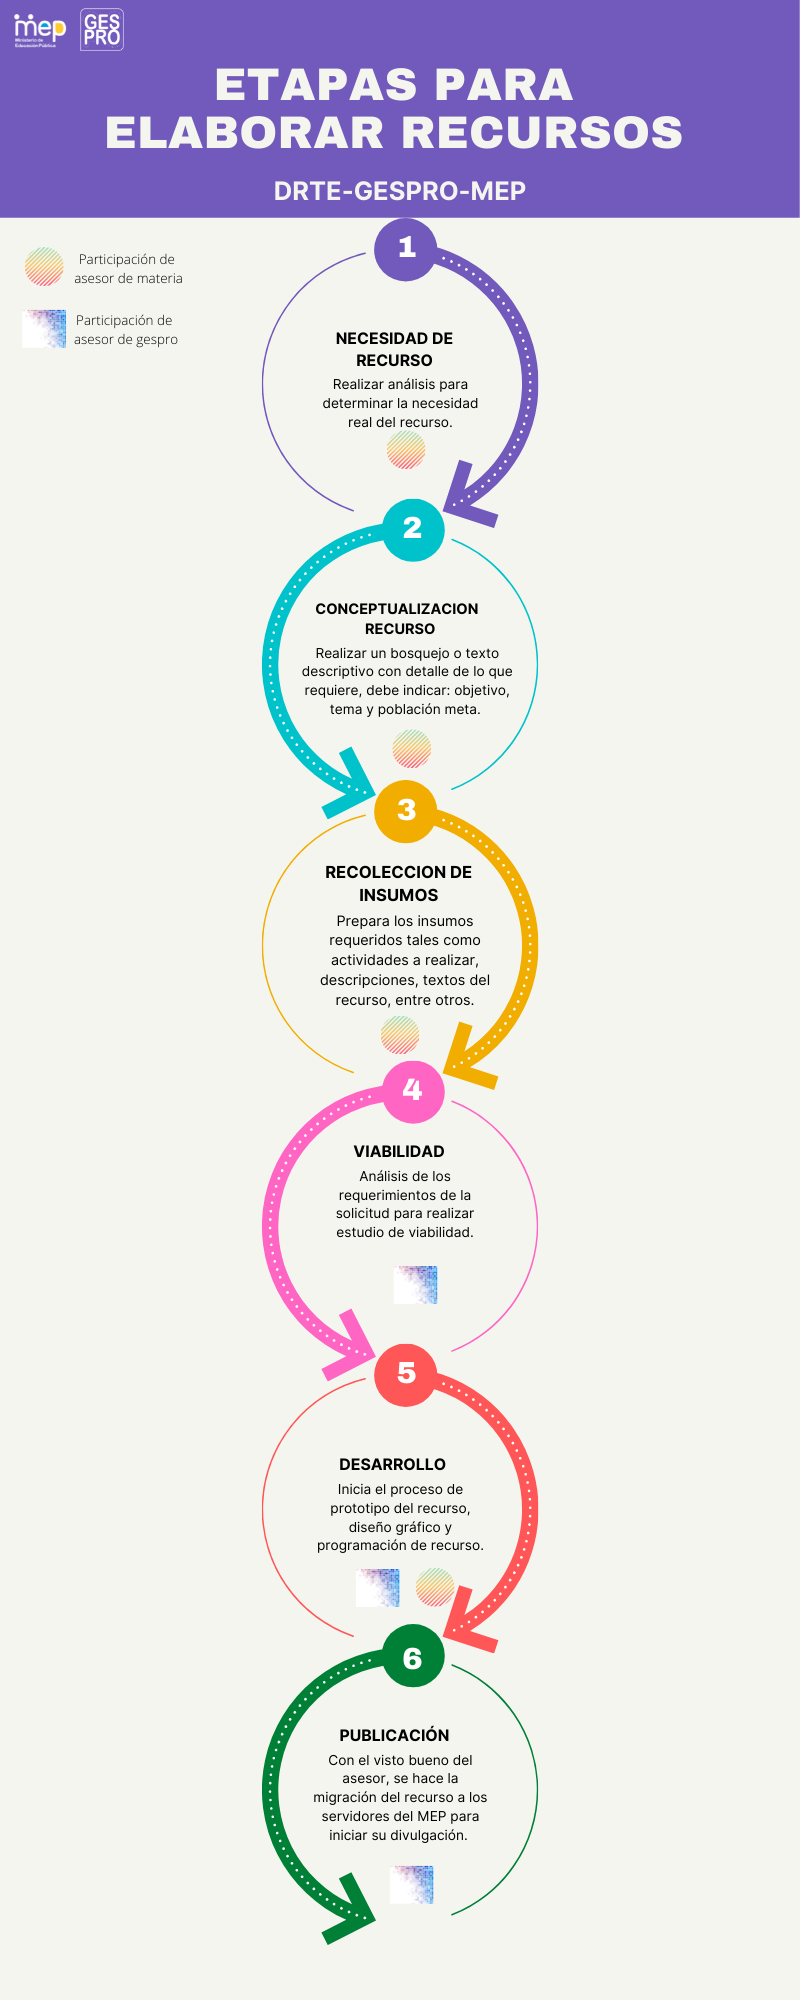 mep
Ministerio de
Educación Pública
GES
PRO
ETAPAS PARA
ELABORAR RECURSOS
DRTE-GESPRO-MEP
Participación de
asesor de materia
Participación de
asesor de gespro
1
NECESIDAD DE
RECURSO
Realizar análisis para
determinar la necesidad
real del recurso.
2
CONCEPTUALIZACION
RECURSO
Realizar un bosquejo o texto
descriptivo con detalle de lo que
requiere, debe indicar: objetivo,
tema y población meta.
3
RECOLECCION DE
INSUMOS
Prepara los insumos
requeridos tales como
actividades a realizar,
descripciones, textos del
recurso, entre otros.
4
VIABILIDAD
Análisis de los
requerimientos de la
solicitud para realizar
estudio de viabilidad.
5
DESARROLLO
Inicia el proceso de
prototipo del recurso,
diseño gráfico y
programación de recurso.
6
PUBLICACIÓN
Con el visto bueno del
asesor, se hace la
migración del recurso a los
servidores del MEP para
iniciar su divulgación.